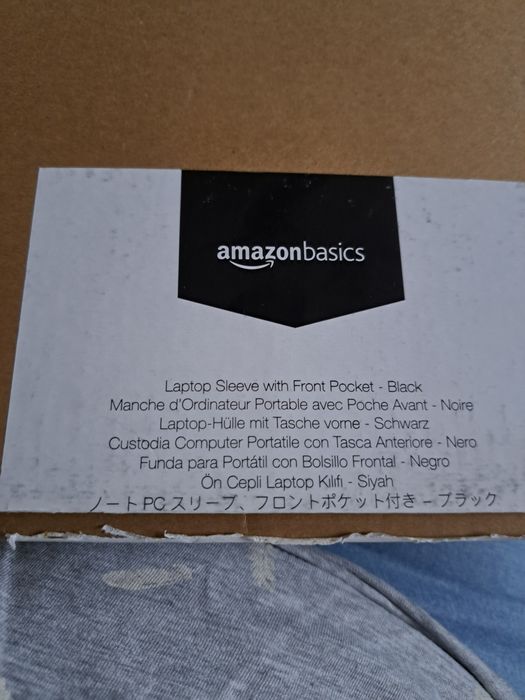 amazonbasics
Laptop Sleeve with Front Pocket - Black
Manche d'Ordinateur Portable avec Poche Avant - Noire
Laptop-Hülle mit Tasche vorne - Schwarz
Custodia Computer Portatile con Tasca Anteriore - Nero
Funda para Portátil con Bolsillo Frontal - Negro
Ön Cepli Laptop Kılıfı - Siyah
ノートPC スリーブ、フロントポケット付き – ブラック